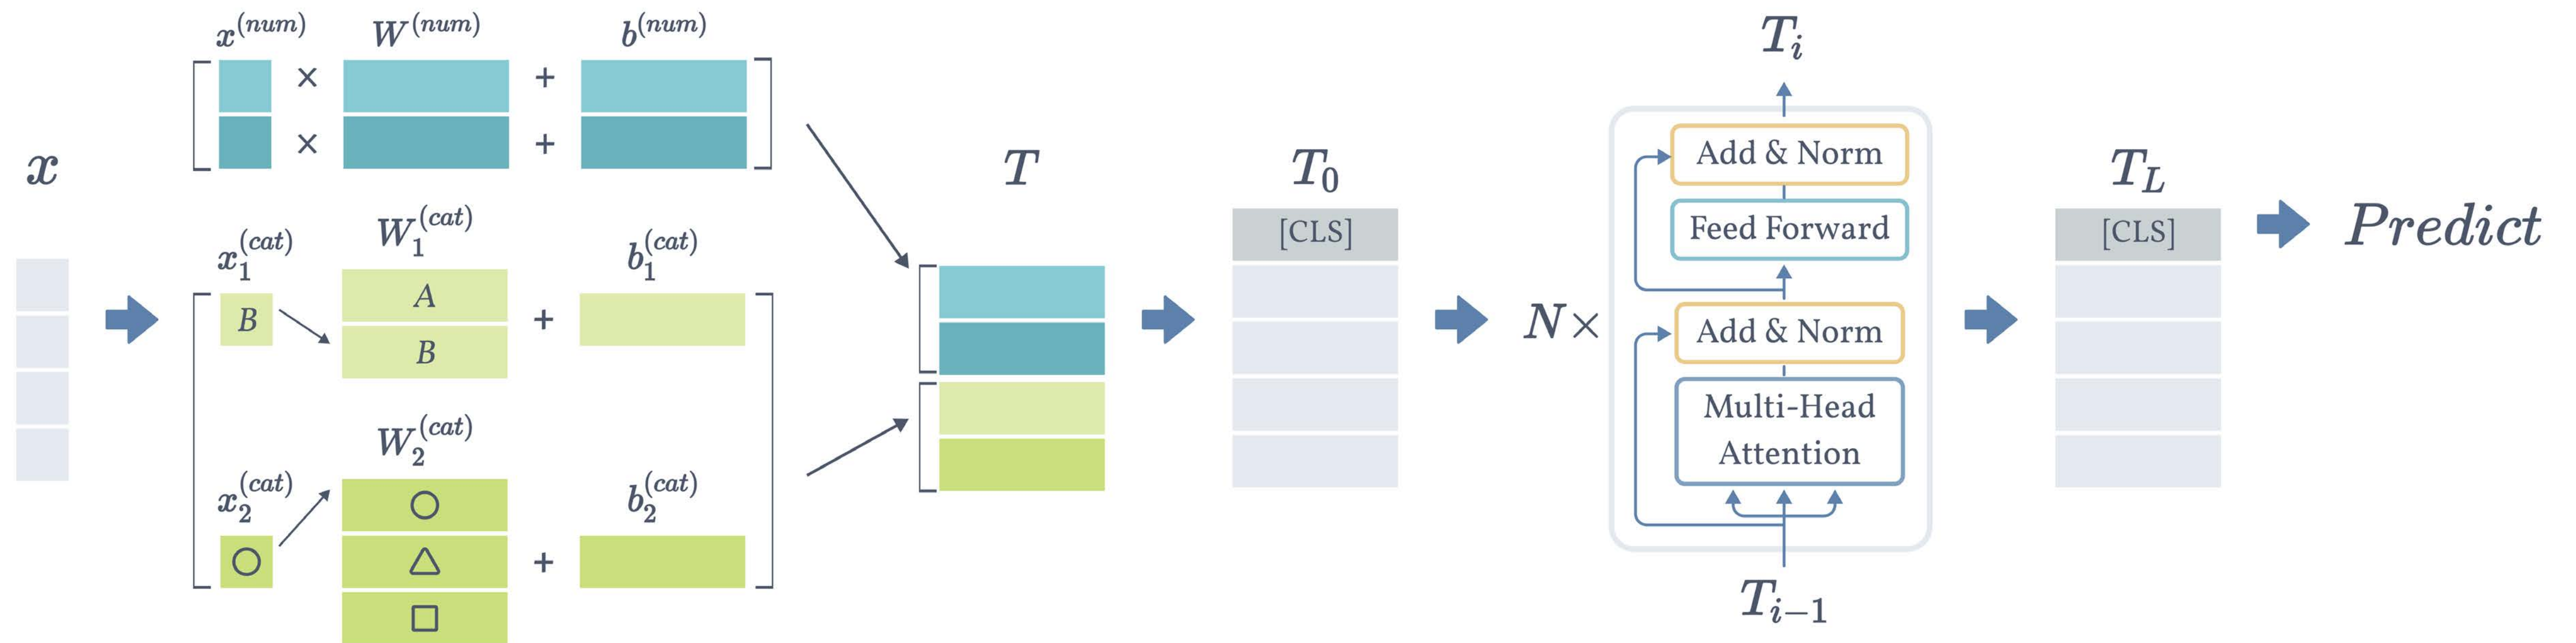 x
x^(num) × W^(num) + b^(num)
× +
x_1^(cat) W_1^(cat) b_1^(cat)
B A +
B
x_2^(cat) W_2^(cat) b_2^(cat)
+
T
T_0
[CLS]
N×
T_i
Add & Norm
Feed Forward
Add & Norm
Multi-Head
Attention
T_{i-1}
T_L
[CLS]
Predict